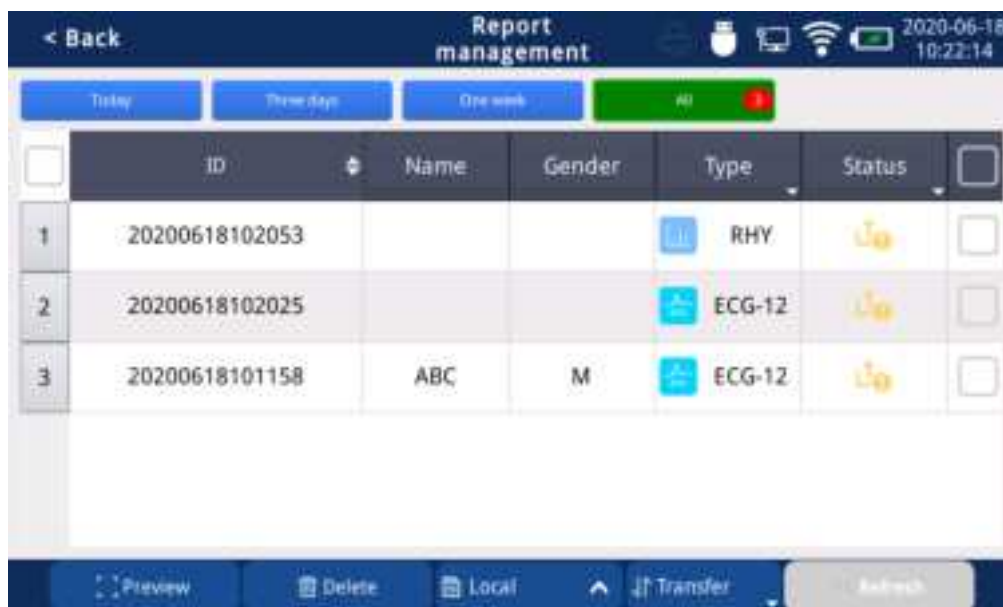 < Back
Report
management
2020-06-18
10:22:14
Today
Three days
One week
All
3
ID
Name
Gender
Type
Status
1
20200618102053
RHY
2
20200618102025
ECG-12
3
20200618101158
ABC
M
ECG-12
Preview
Delete
Local
Transfer
Refresh